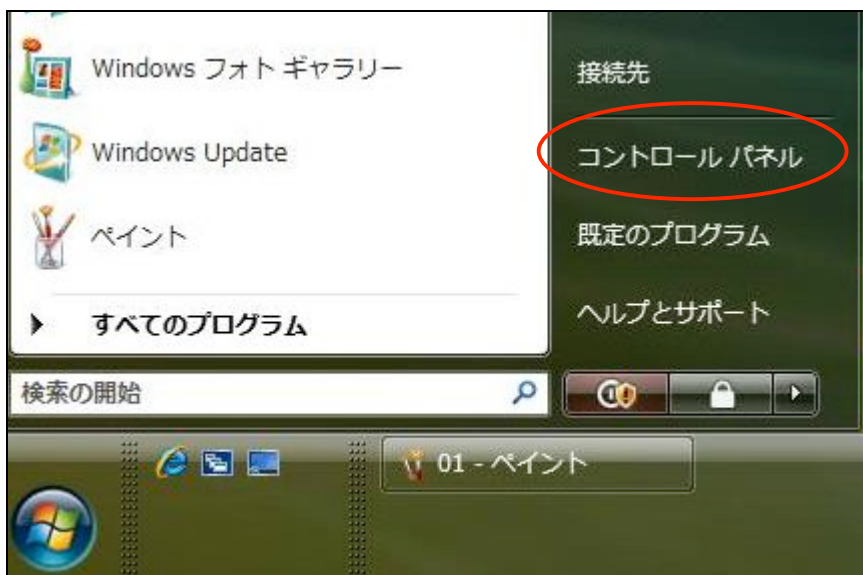 Windows フォト ギャラリー
Windows Update
ペイント
すべてのプログラム
検索の開始
接続先
コントロール パネル
既定のプログラム
ヘルプとサポート
01 - ペイント